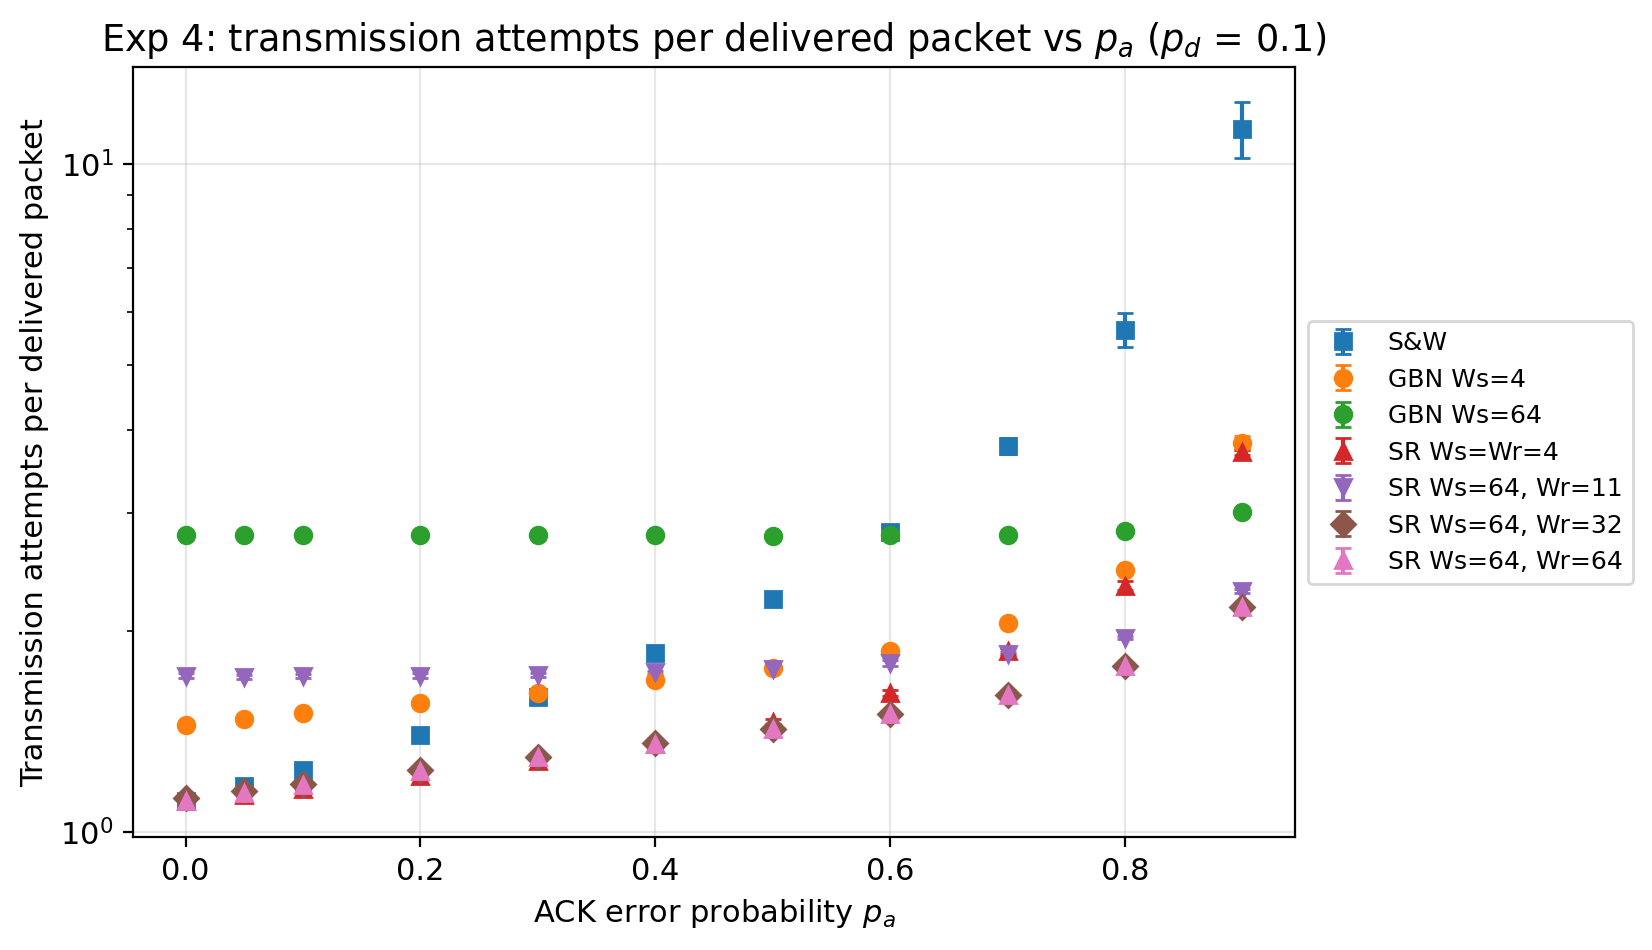 Exp 4: transmission attempts per delivered packet vs pₐ (p_d = 0.1)
Transmission attempts per delivered packet
10¹
10⁰
0.0 0.2 0.4 0.6 0.8
ACK error probability pₐ
S&W
GBN Ws=4
GBN Ws=64
SR Ws=Wr=4
SR Ws=64, Wr=11
SR Ws=64, Wr=32
SR Ws=64, Wr=64